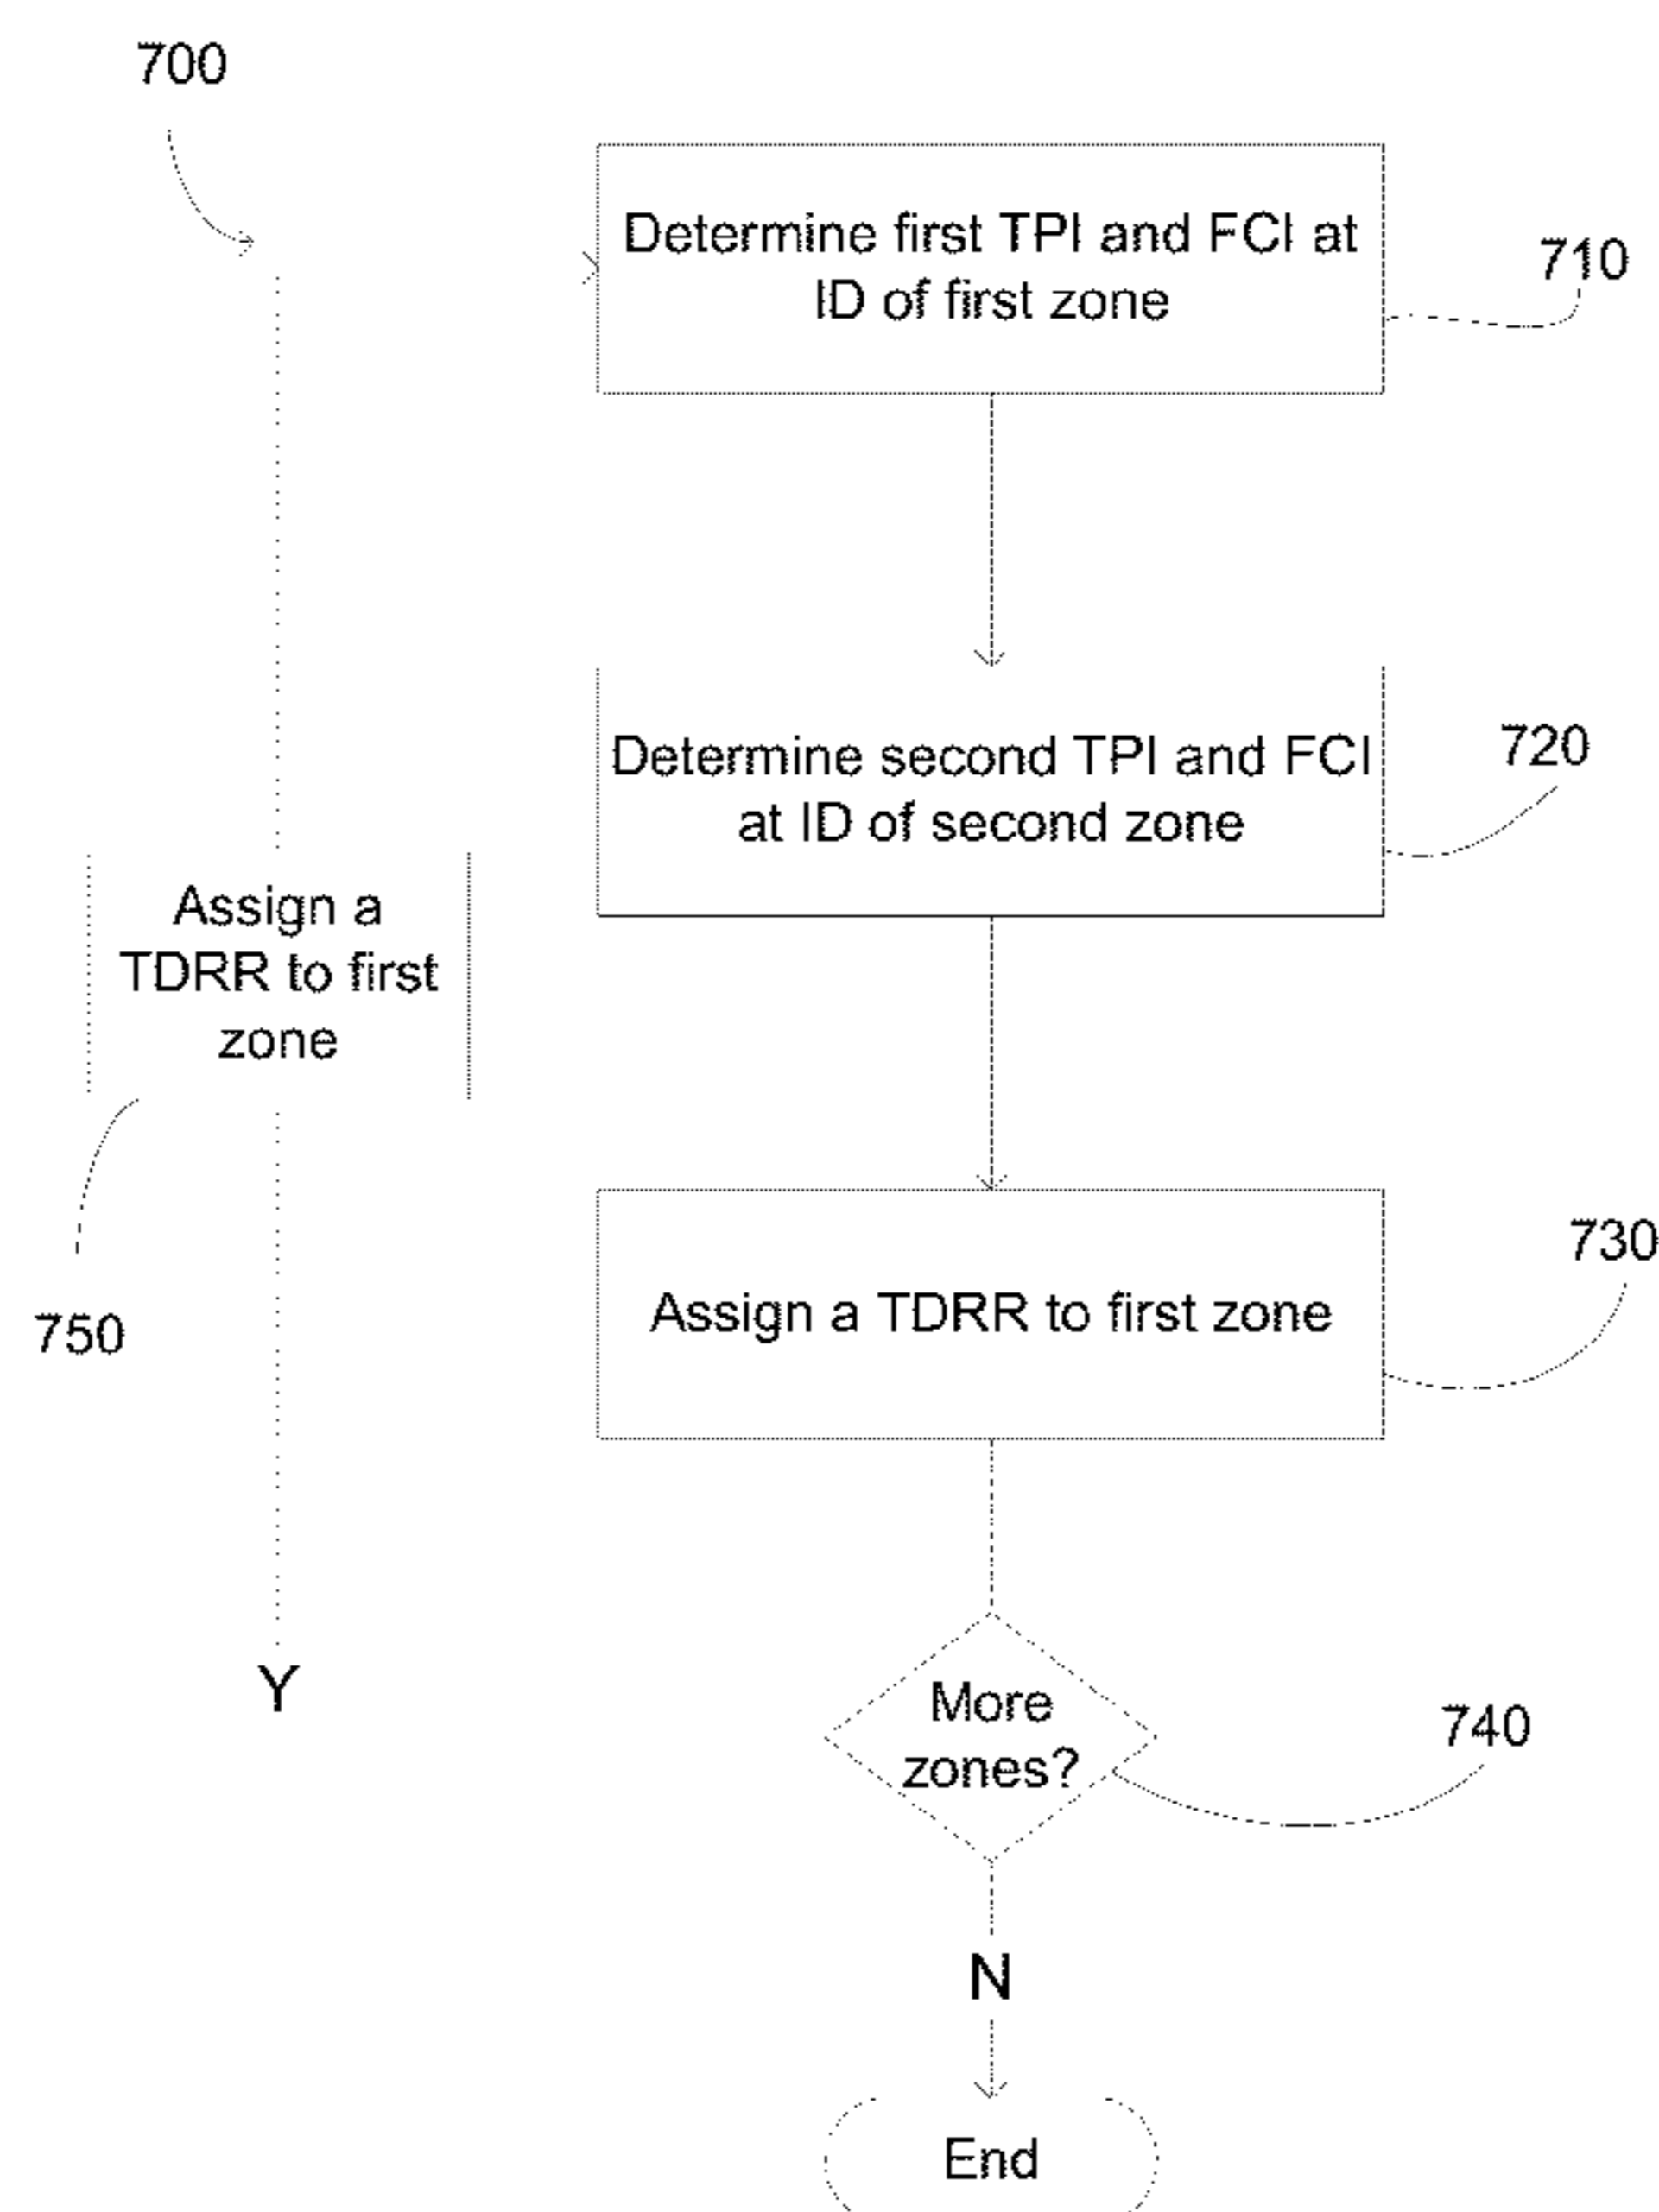 700
Determine first TPI and FCI at
ID of first zone
710
Determine second TPI and FCI
at ID of second zone
720
Assign a
TDRR to first
zone
750
Assign a TDRR to first zone
730
Y
More
zones?
740
N
End